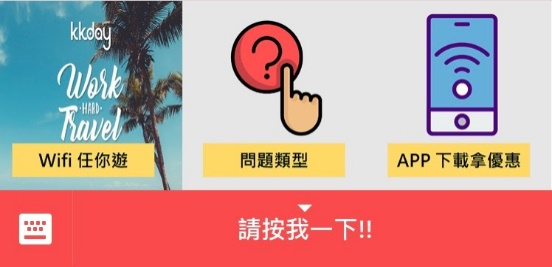 kkday
Work
-HARD-
Travel
Wifi 任你遊
?
問題類型
APP 下載拿優惠
請按我一下!!